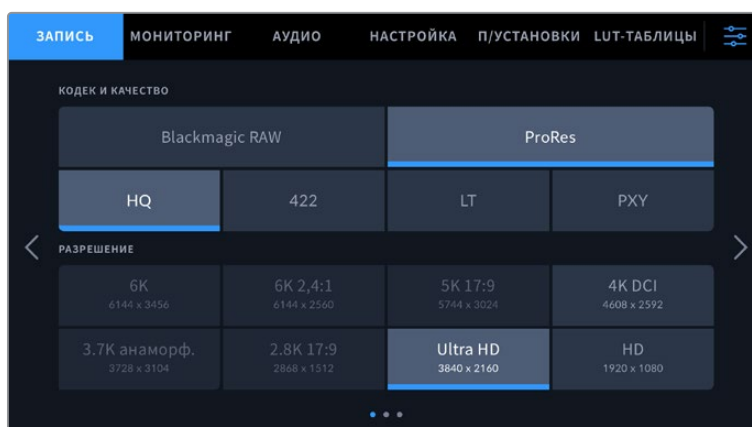 ЗАПИСЬ МОНИТОРИНГ АУДИО НАСТРОЙКА П/УСТАНОВКИ LUT-ТАБЛИЦЫ
КОДЕК И КАЧЕСТВО
Blackmagic RAW ProRes
HQ 422 LT PXY
РАЗРЕШЕНИЕ
6K 6K 2,4:1 5K 17:9 4K DCI
6144 x 3456 6144 x 2560 5744 x 3024 4608 x 2592
3.7K анаморф. 2.8K 17:9 Ultra HD HD
3728 x 3104 2868 x 1512 3840 x 2160 1920 x 1080